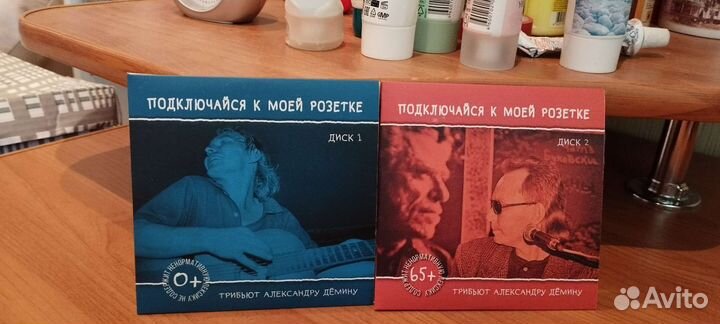 ПОДКЛЮЧАЙСЯ К МОЕЙ РОЗЕТКЕ
ДИСК 1
НЕ СОДЕРЖИТ НЕНОРМАТИВНУЮ ЛЕКСИКУ
0+
ТРИБЬЮТ АЛЕКСАНДРУ ДЁМИНУ
ПОДКЛЮЧАЙСЯ К МОЕЙ РОЗЕТКЕ
ДИСК 2
СОДЕРЖИТ НЕНОРМАТИВНУЮ ЛЕКСИКУ
65+
ТРИБЬЮТ АЛЕКСАНДРУ ДЁМИНУ
GMP
Avito